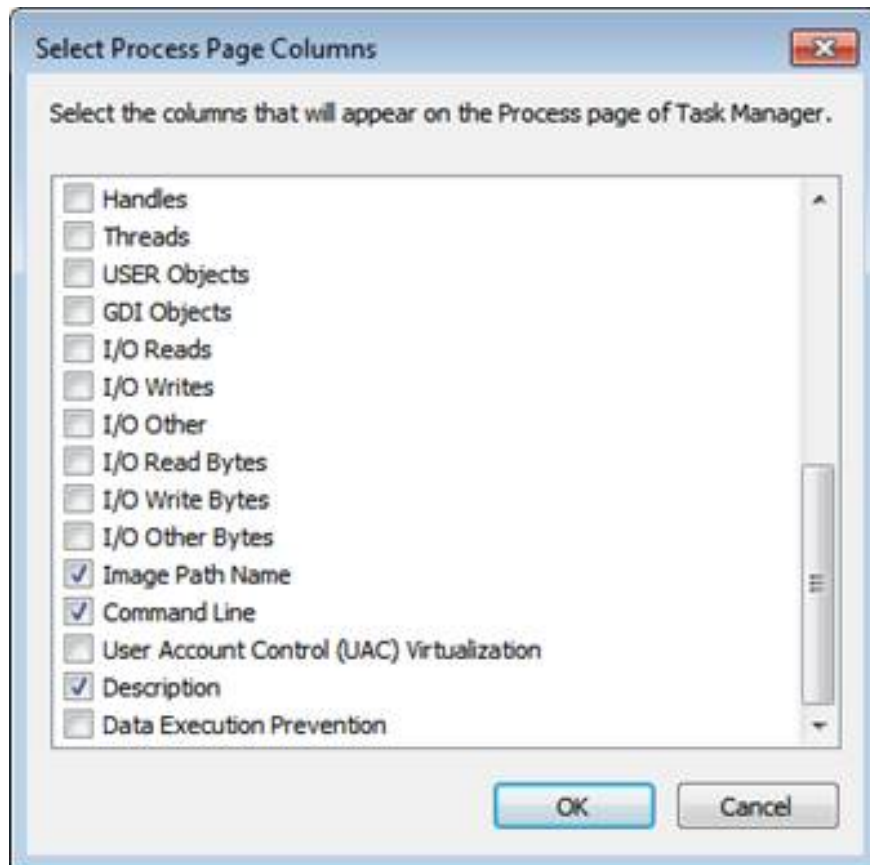 Select Process Page Columns
Select the columns that will appear on the Process page of Task Manager.
Handles
Threads
USER Objects
GDI Objects
I/O Reads
I/O Writes
I/O Other
I/O Read Bytes
I/O Write Bytes
I/O Other Bytes
Image Path Name
Command Line
User Account Control (UAC) Virtualization
Description
Data Execution Prevention
OK Cancel